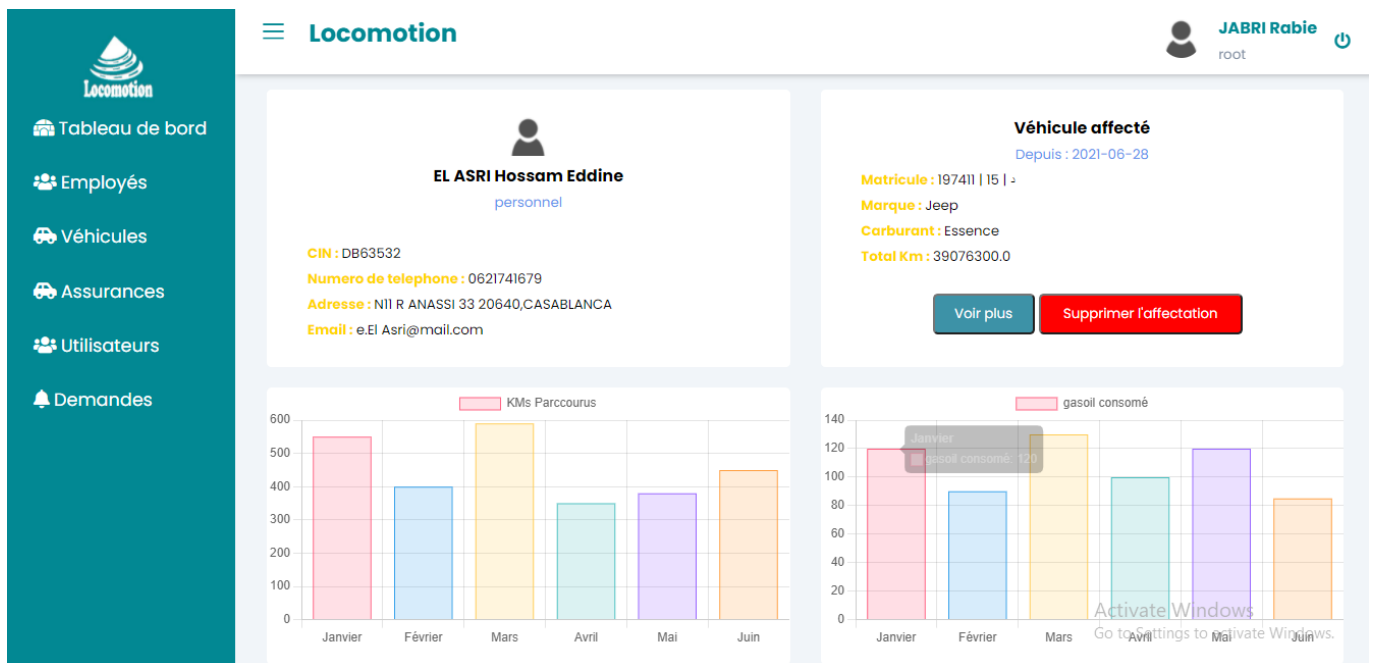 Locomotion
Tableau de bord
Employés
Véhicules
Assurances
Utilisateurs
Demandes
Locomotion
JABRI Rabie
root
EL ASRI Hossam Eddine
personnel
CIN : DB63532
Numero de telephone : 0621741679
Adresse : N11 R ANASSI 33 20640,CASABLANCA
Email : e.El Asri@mail.com
Véhicule affecté
Depuis : 2021-06-28
Matricule : 197411 | 15 | د
Marque : Jeep
Carburant : Essence
Total Km : 39076300.0
Voir plus
Supprimer l'affectation
KMs Parccourus
600
500
400
300
200
100
0
Janvier Février Mars Avril Mai Juin
gasoil consomé
140
120
100
80
60
40
20
0
Janvier
gasoil consomé: 120
Janvier Février Mars Avril Mai Juin
Activate Windows
Go to Settings to activate Windows.